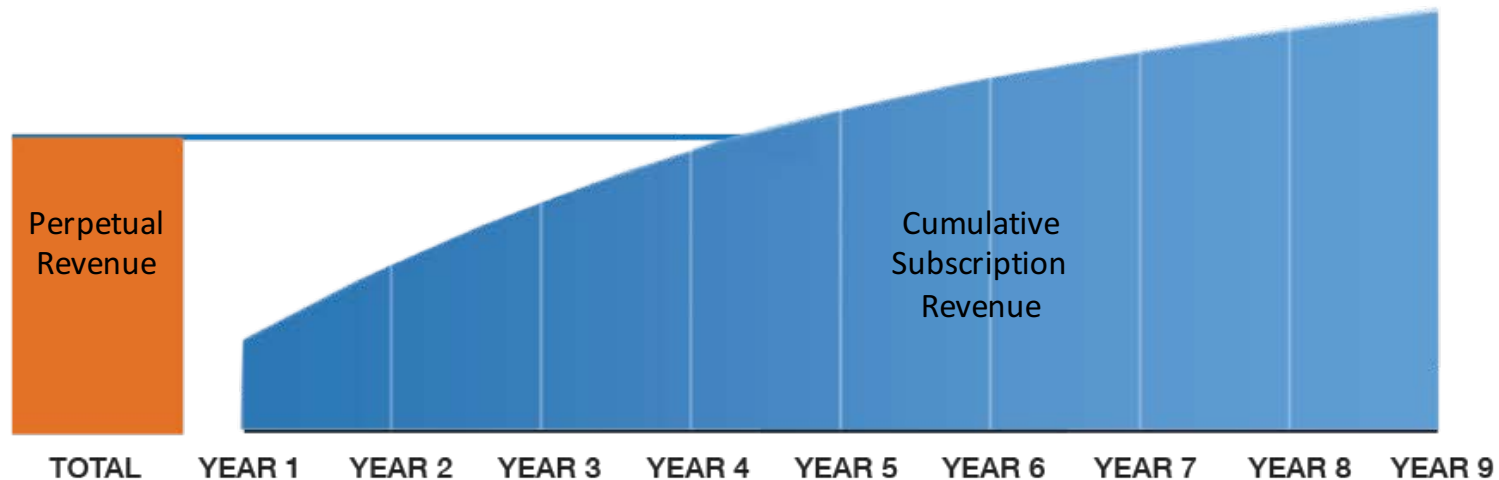 Perpetual
Revenue
Cumulative
Subscription
Revenue
TOTAL YEAR 1 YEAR 2 YEAR 3 YEAR 4 YEAR 5 YEAR 6 YEAR 7 YEAR 8 YEAR 9